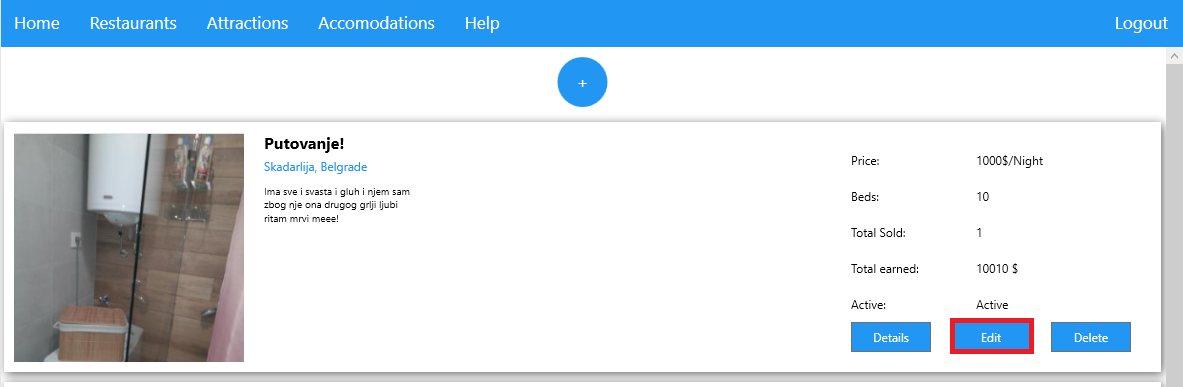 Home Restaurants Attractions Accomodations Help Logout
+
Putovanje!
Skadarlija, Belgrade
Ima sve i svasta i gluh i njem sam
zbog nje ona drugog grlji ljubi
ritam mrvi meee!
Price: 1000$/Night
Beds: 10
Total Sold: 1
Total earned: 10010 $
Active: Active
Details Edit Delete